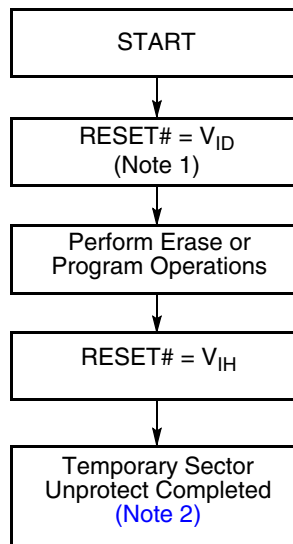 START
RESET# = VID
(Note 1)
Perform Erase or
Program Operations
RESET# = VIH
Temporary Sector
Unprotect Completed
(Note 2)